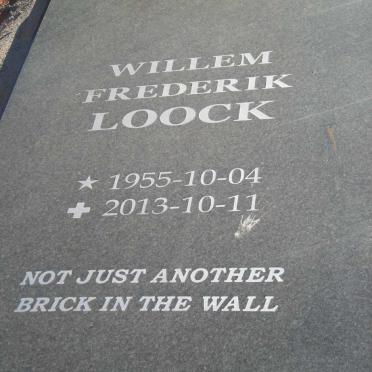 WILLEM
FREDERIK
LOOCK
★ 1955-10-04
✚ 2013-10-11
NOT JUST ANOTHER
BRICK IN THE WALL